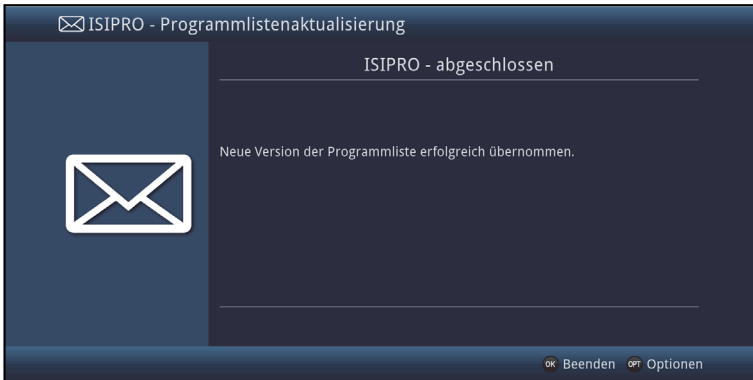 ISIPRO - Programmlistenaktualisierung
ISIPRO - abgeschlossen
Neue Version der Programmliste erfolgreich übernommen.
OK Beenden OPT Optionen